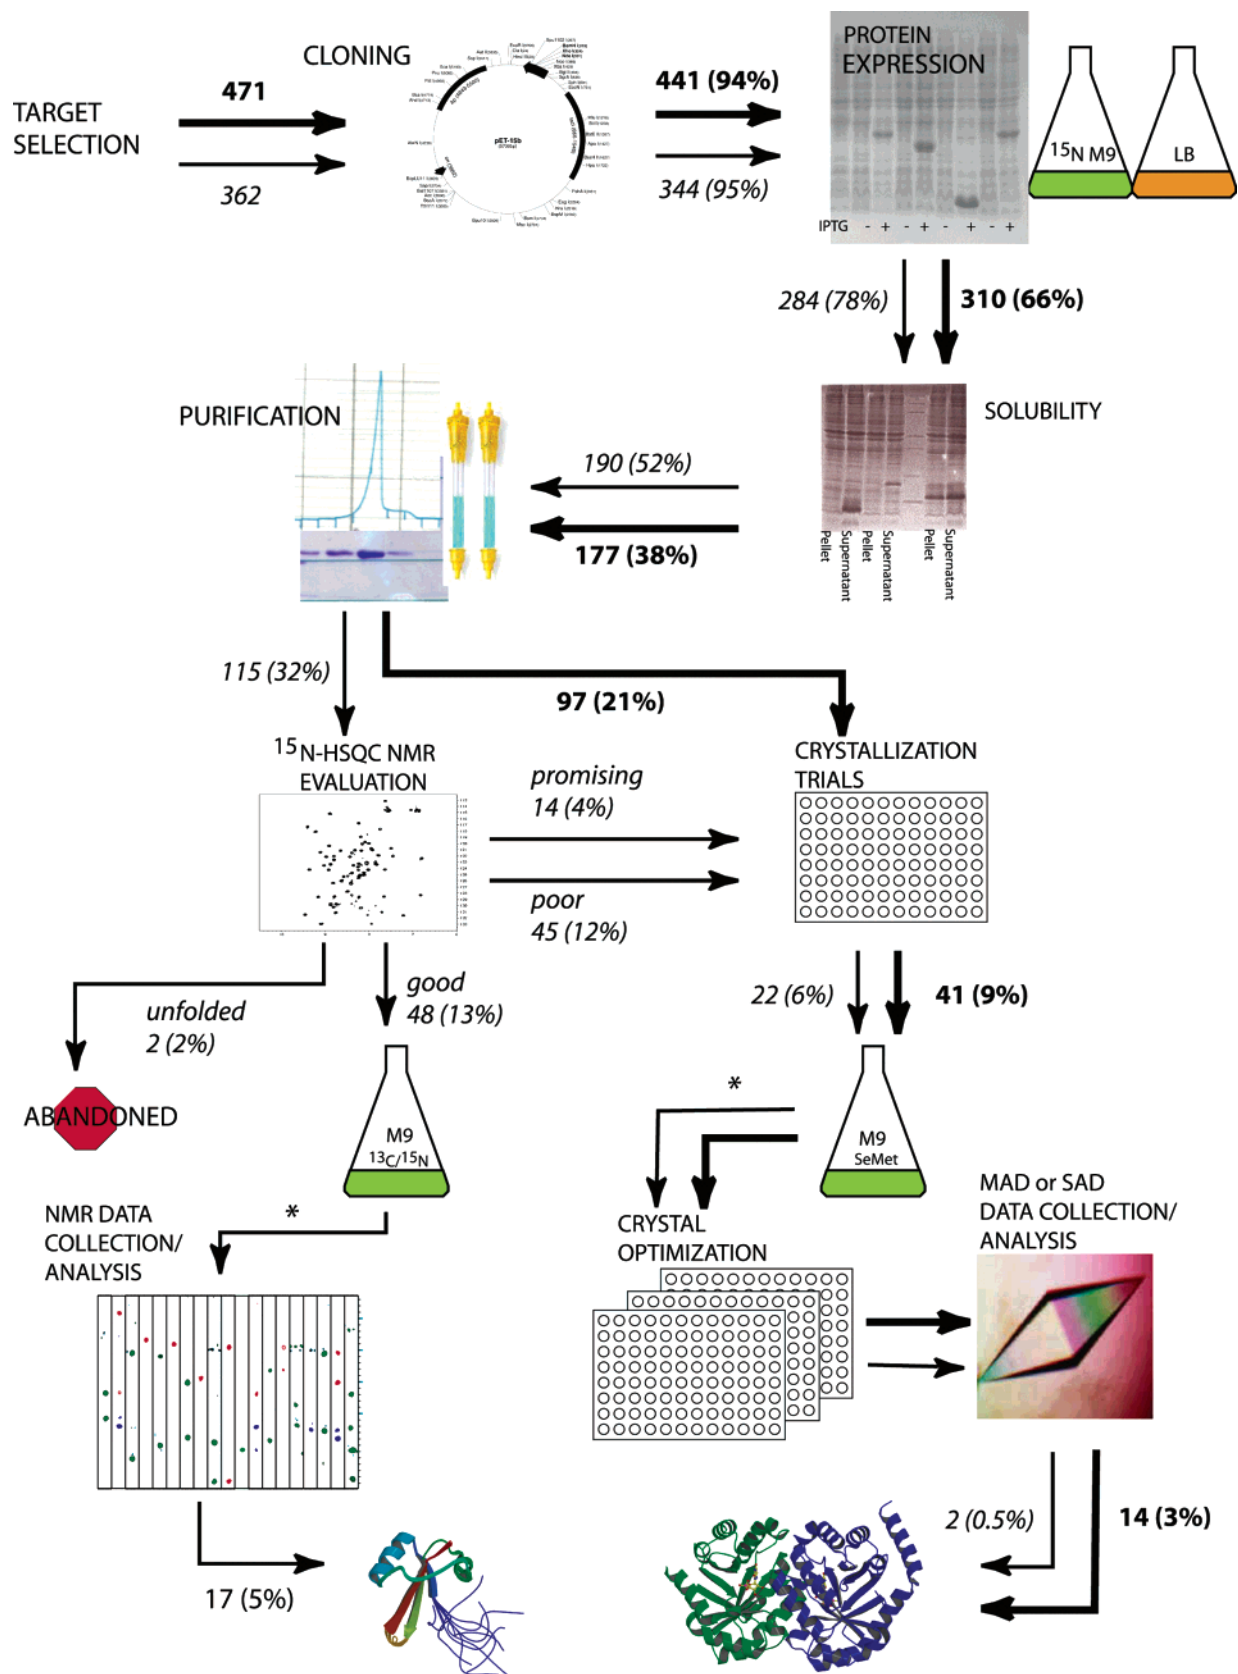 CLONING
PROTEIN
EXPRESSION
TARGET
SELECTION
471
362
pET-15b
441 (94%)
344 (95%)
15N M9
LB
IPTG - + - + - + - +
284 (78%)
310 (66%)
PURIFICATION
SOLUBILITY
190 (52%)
177 (38%)
Pellet
Supernatant
Pellet
Supernatant
Pellet
Supernatant
115 (32%)
97 (21%)
15N-HSQC NMR
EVALUATION
CRYSTALLIZATION
TRIALS
promising
14 (4%)
poor
45 (12%)
unfolded
2 (2%)
good
48 (13%)
22 (6%)
41 (9%)
ABANDONED
M9
13C/15N
*
M9
SeMet
*
NMR DATA
COLLECTION/
ANALYSIS
CRYSTAL
OPTIMIZATION
MAD or SAD
DATA COLLECTION/
ANALYSIS
17 (5%)
2 (0.5%)
14 (3%)